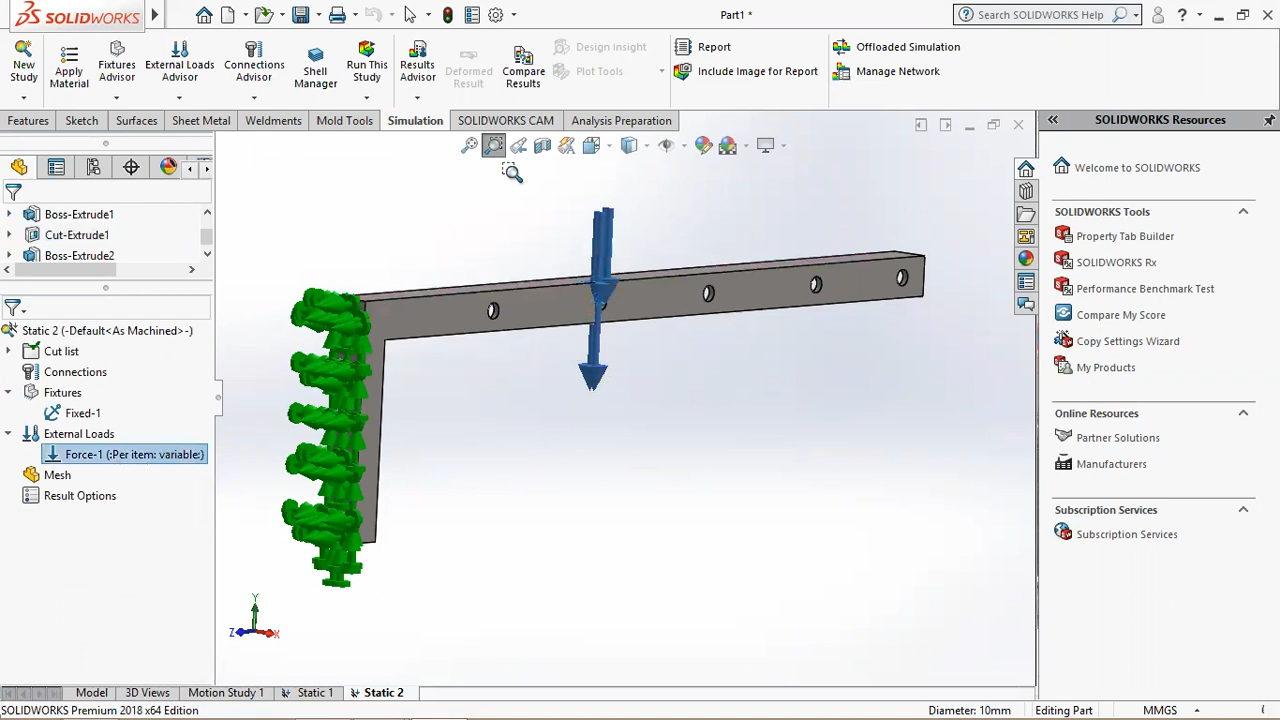 SOLIDWORKS
Part1 *
Search SOLIDWORKS Help
New Study
Apply Material
Fixtures Advisor
External Loads Advisor
Connections Advisor
Shell Manager
Run This Study
Results Advisor
Deformed Result
Compare Results
Design Insight
Plot Tools
Report
Include Image for Report
Offloaded Simulation
Manage Network
Features
Sketch
Surfaces
Sheet Metal
Weldments
Mold Tools
Simulation
SOLIDWORKS CAM
Analysis Preparation
SOLIDWORKS Resources
Boss-Extrude1
Cut-Extrude1
Boss-Extrude2
Static 2 (-Default<As Machined>-)
Cut list
Connections
Fixtures
Fixed-1
External Loads
Force-1 (:Per item: variable:)
Mesh
Result Options
Y
Z
X
Welcome to SOLIDWORKS
SOLIDWORKS Tools
Property Tab Builder
SOLIDWORKS Rx
Performance Benchmark Test
Compare My Score
Copy Settings Wizard
My Products
Online Resources
Partner Solutions
Manufacturers
Subscription Services
Subscription Services
Model
3D Views
Motion Study 1
Static 1
Static 2
SOLIDWORKS Premium 2018 x64 Edition
Diameter: 10mm
Editing Part
MMGS